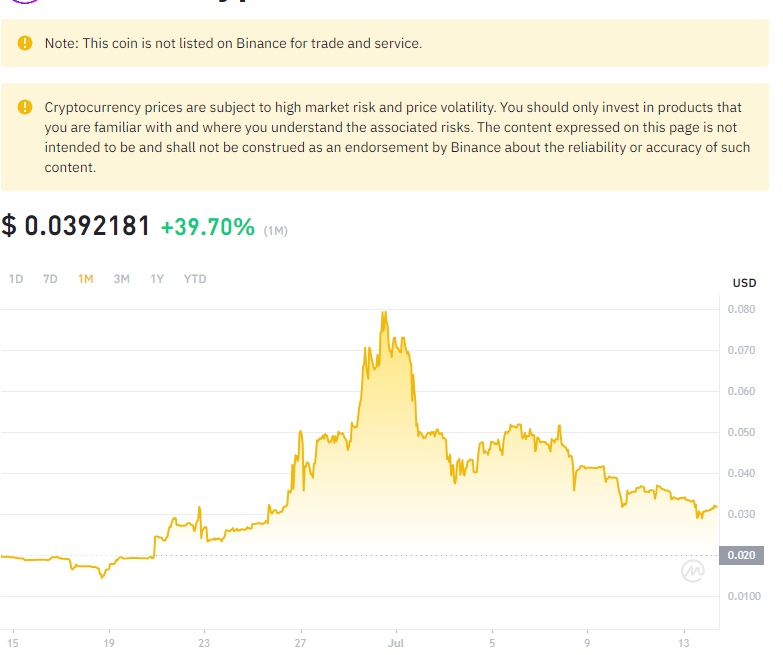 Note: This coin is not listed on Binance for trade and service.
Cryptocurrency prices are subject to high market risk and price volatility. You should only invest in products that
you are familiar with and where you understand the associated risks. The content expressed on this page is not
intended to be and shall not be construed as an endorsement by Binance about the reliability or accuracy of such
content.
$ 0.0392181 +39.70% (1M)
1D 7D 1M 3M 1Y YTD
USD
0.080
0.070
0.060
0.050
0.040
0.030
0.020
0.0100
15 19 23 27 Jul 5 9 13